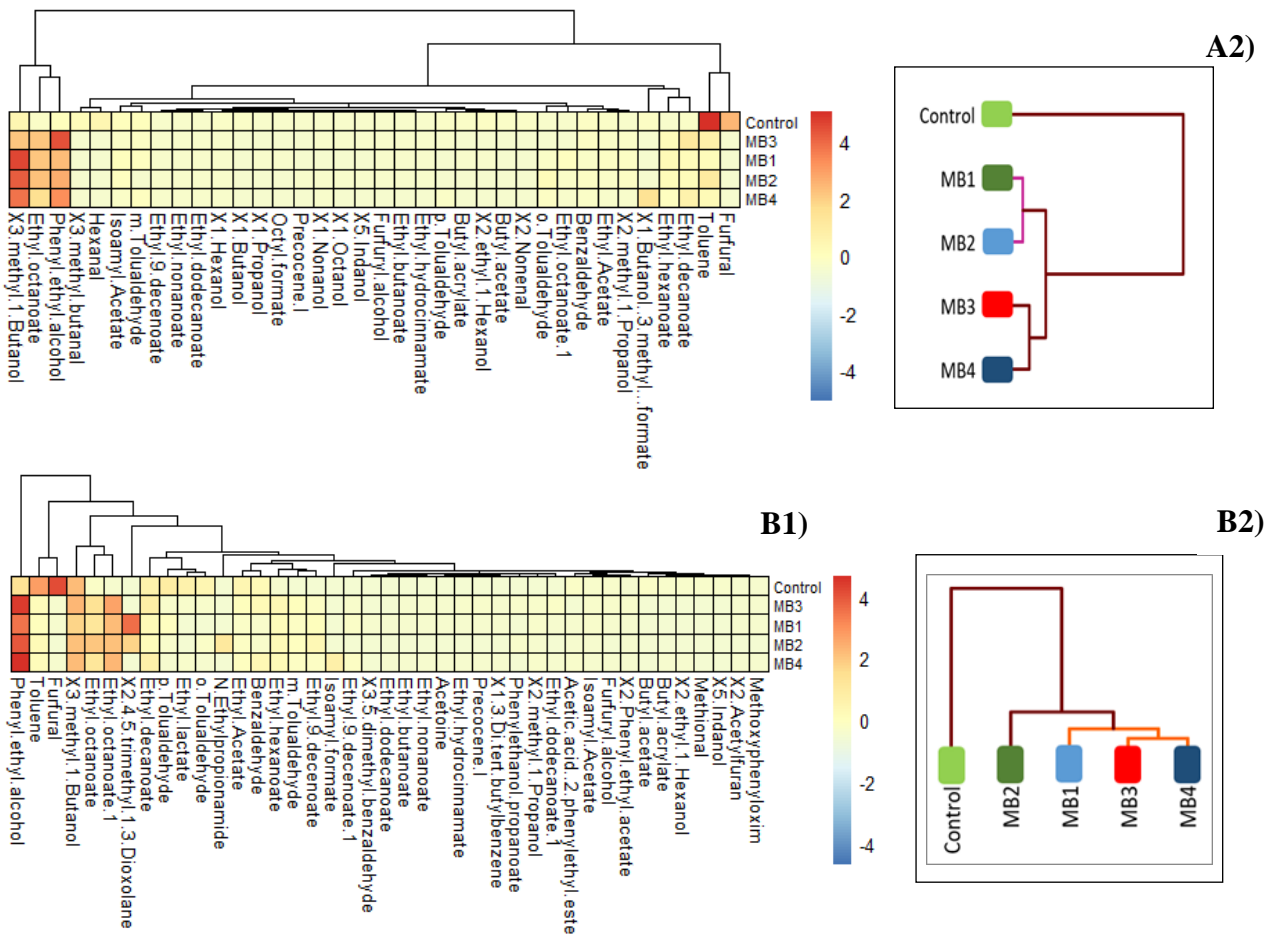 A2)
Control
MB3
MB1
MB2
MB4
X3.methyl.1.Butanol
Ethyl.octanoate
Phenyl.ethyl.alcohol
X3.methyl.butanal
Hexanal
Isoamyl.Acetate
m.Tolualdehyde
Ethyl.9.decenoate
Ethyl.nonanoate
Ethyl.dodecanoate
X1.Hexanol
X1.Butanol
X1.Propanol
Octyl.formate
Precocene.I
X1.Nonanol
X1.Octanol
X5.Indanol
Furfuryl.alcohol
Ethyl.butanoate
Ethyl.hydrocinnamate
p.Tolualdehyde
Butyl.acrylate
X2.ethyl.1.Hexanol
Butyl.acetate
X2.Nonenal
o.Tolualdehyde
Ethyl.octanoate.1
Benzaldehyde
Ethyl.Acetate
X2.methyl.1.Propanol
X1.Butanol..3.methyl...formate
Ethyl.hexanoate
Ethyl.decanoate
Toluene
Furfural
4
2
0
-2
-4
Control
MB1
MB2
MB3
MB4
B1)
Control
MB3
MB1
MB2
MB4
Phenyl.ethyl.alcohol
Toluene
Furfural
X3.methyl.1.Butanol
Ethyl.octanoate
Ethyl.octanoate.1
X2.4.5.trimethyl.1.3.Dioxolane
Ethyl.decanoate
p.Tolualdehyde
Ethyl.lactate
o.Tolualdehyde
N.Ethylpropionamide
Ethyl.Acetate
Benzaldehyde
Ethyl.hexanoate
m.Tolualdehyde
Ethyl.9.decenoate
Isoamyl.formate
Ethyl.9.decenoate.1
X3.5.dimethyl.benzaldehyde
Ethyl.dodecanoate
Ethyl.butanoate
Ethyl.nonanoate
Acetoine
Ethyl.hydrocinnamate
Precocene.I
X1.3.Di.tert.butylbenzene
Phenylethanol.propanoate
X2.methyl.1.Propanol
Ethyl.dodecanoate.1
Acetic.acid..2.phenylethyl.este
Isoamyl.Acetate
Furfuryl.alcohol
X2.Phenyl.ethyl.acetate
Butyl.acetate
Butyl.acrylate
X2.ethyl.1.Hexanol
Methional
X5.Indanol
X2.Acetylfuran
Methoxyphenyloxim
4
2
0
-2
-4
B2)
Control
MB2
MB1
MB3
MB4